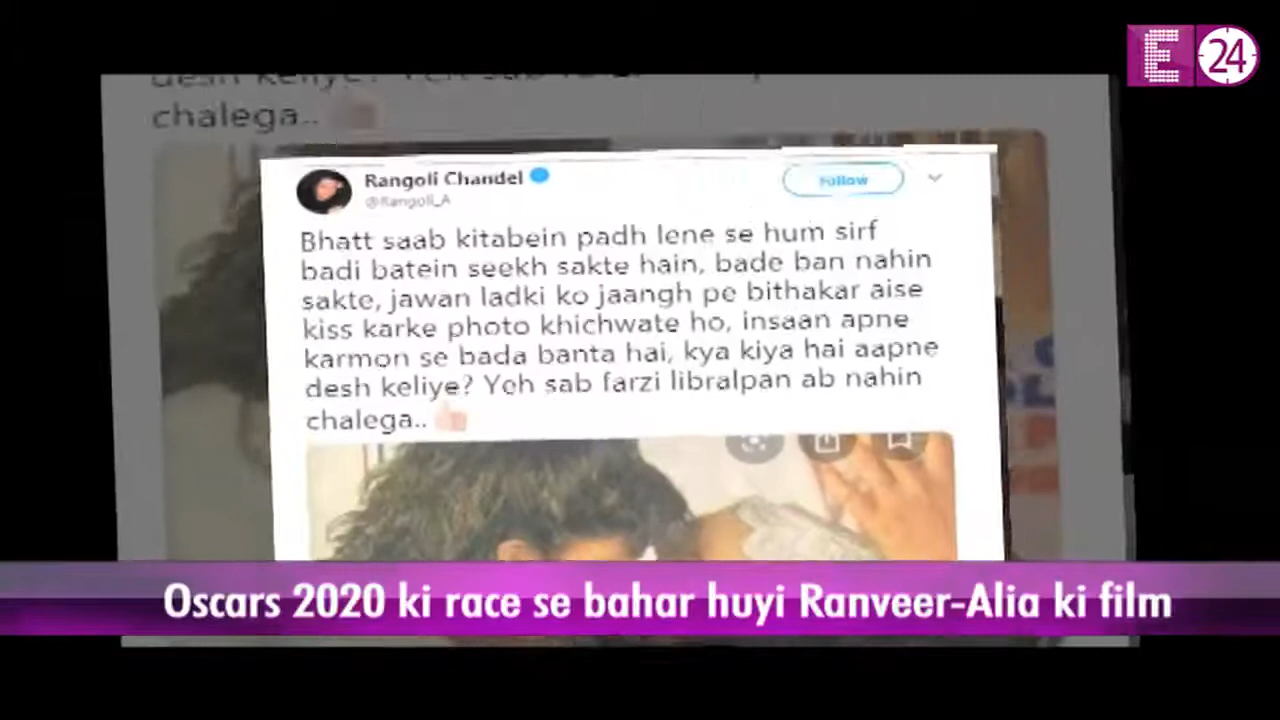 E 24
chalega..
Rangoli Chandel
@Rangoli_A
Follow
Bhatt saab kitabein padh lene se hum sirf
badi batein seekh sakte hain, bade ban nahin
sakte, jawan ladki ko jaangh pe bithakar aise
kiss karke photo khichwate ho, insaan apne
karmon se bada banta hai, kya kiya hai aapne
desh keliye? Yeh sab farzi libralpan ab nahin
chalega..
Oscars 2020 ki race se bahar huyi Ranveer-Alia ki film